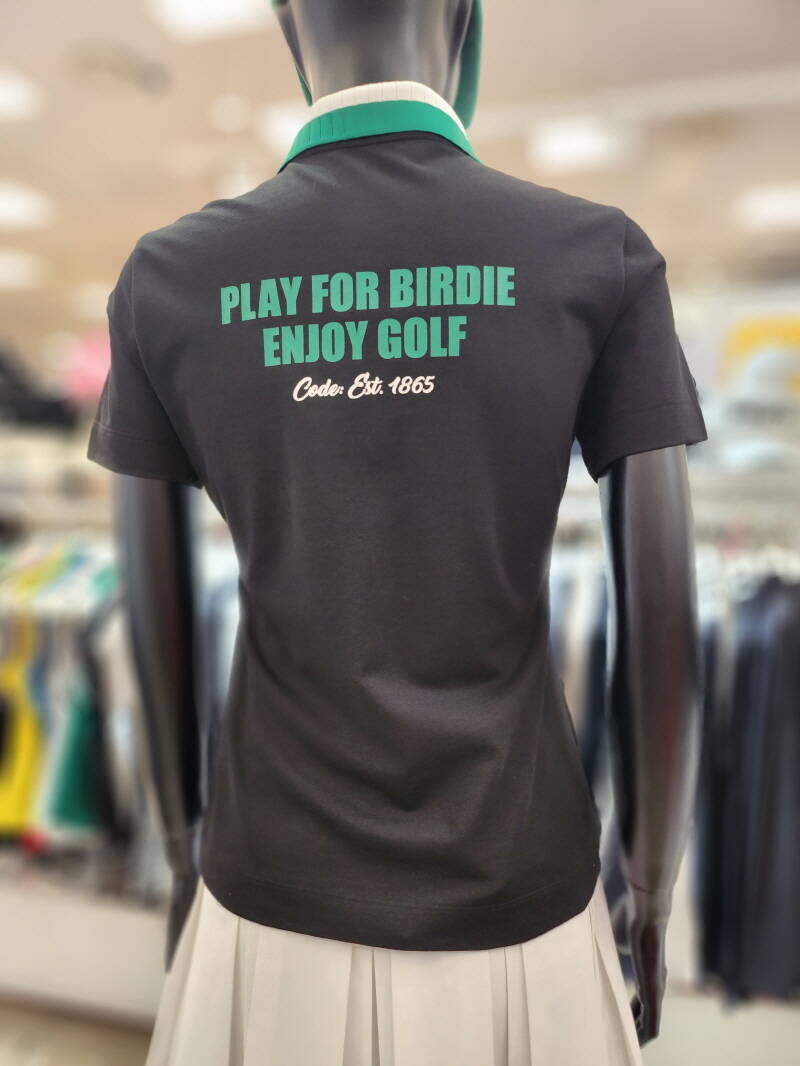 PLAY FOR BIRDIE
ENJOY GOLF
Code: Est. 1865